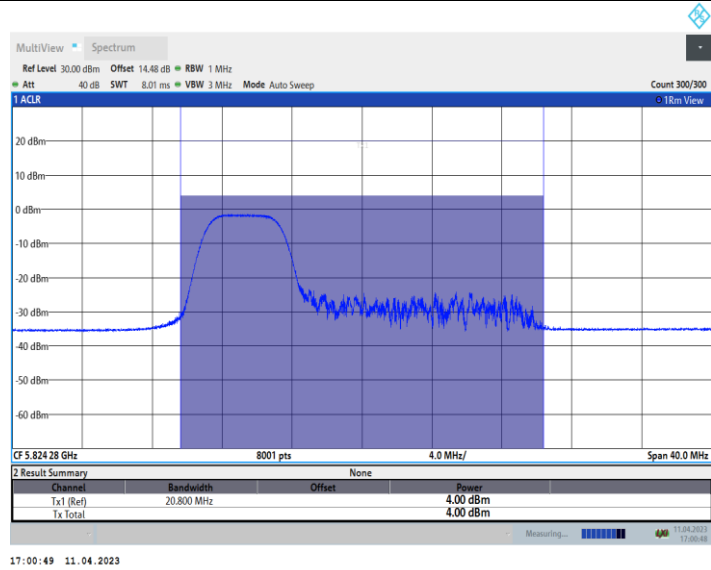 MultiView Spectrum
Ref Level 30.00 dBm Offset 14.48 dB RBW 1 MHz
Att 40 dB SWT 8.01 ms VBW 3 MHz Mode Auto Sweep Count 300/300
1 ACLR 1Rm View
20 dBm
10 dBm
0 dBm
-10 dBm
-20 dBm
-30 dBm
-40 dBm
-50 dBm
-60 dBm
CF 5.824 28 GHz 8001 pts 4.0 MHz/ Span 40.0 MHz
2 Result Summary None
Channel Bandwidth Offset Power
Tx1 (Ref) 20.800 MHz 4.00 dBm
Tx Total 4.00 dBm
Measuring... 11.04.2023
17:00:48
17:00:49 11.04.2023